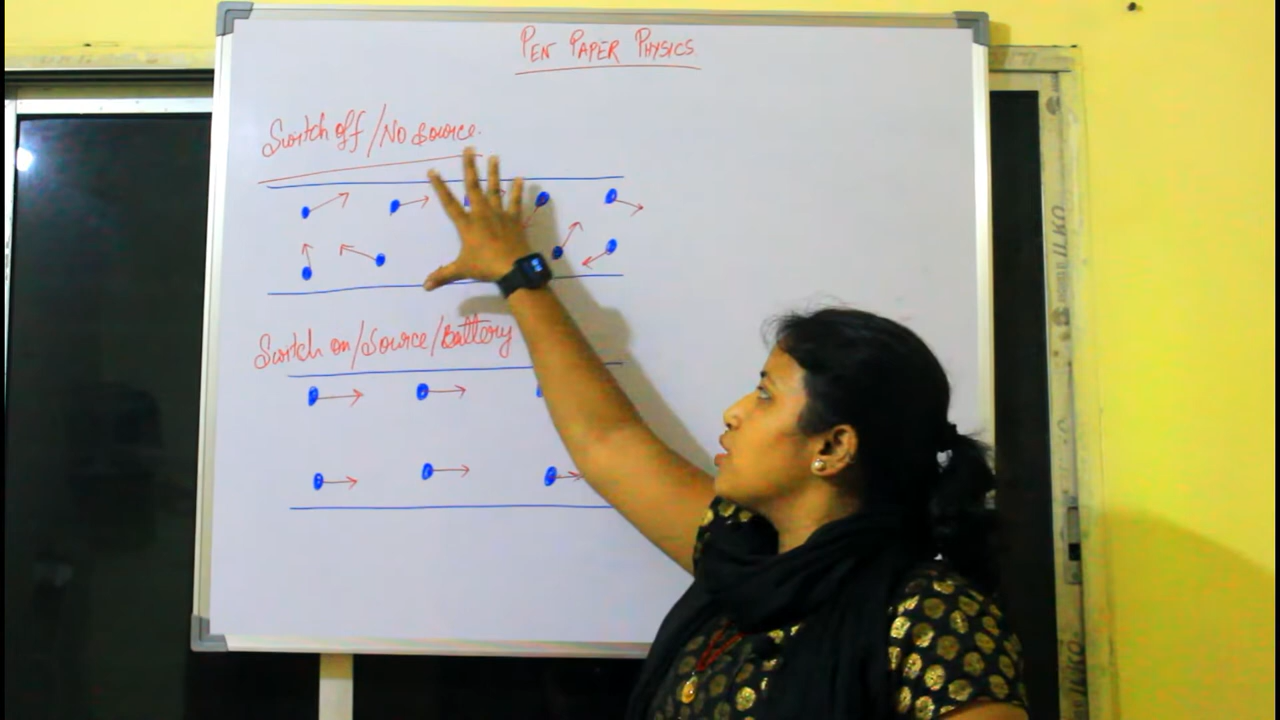 PEN PAPER PHYSICS
Switch off/No source.
Switch on/Source/Battery